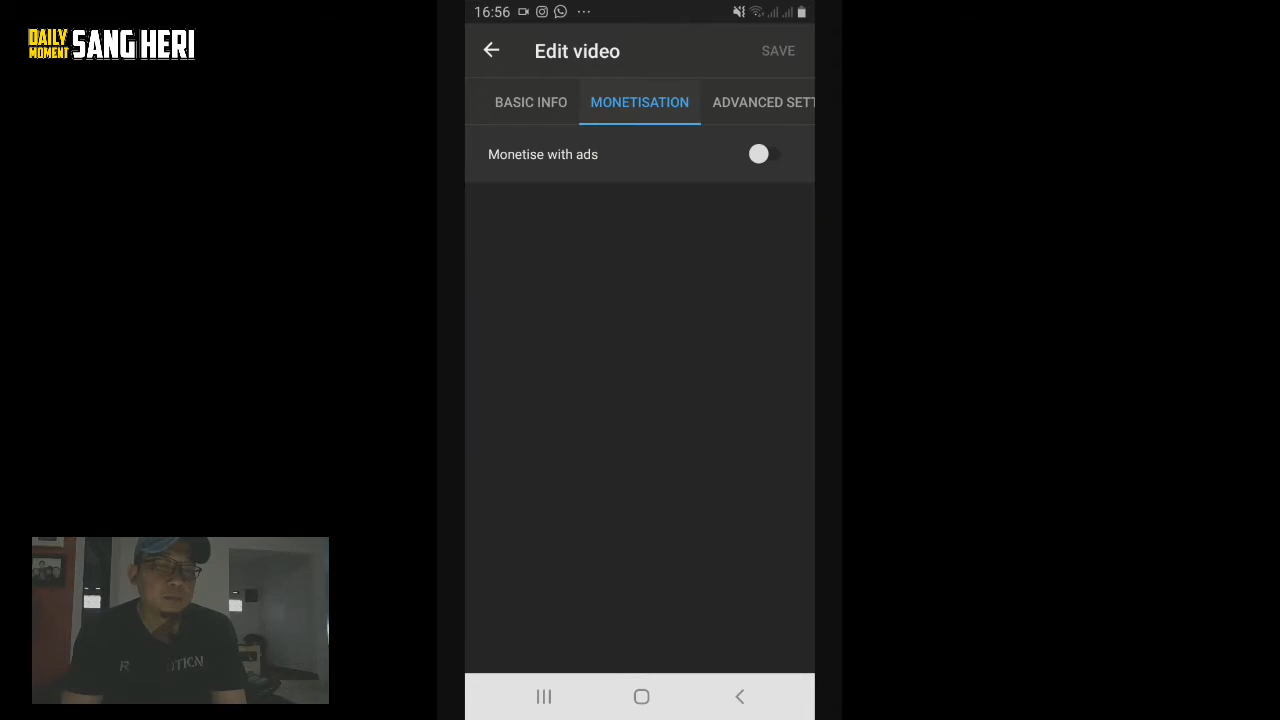 DAILY MOMENT SANG HERI
16:56
Edit video
SAVE
BASIC INFO MONETISATION ADVANCED SETT
Monetise with ads